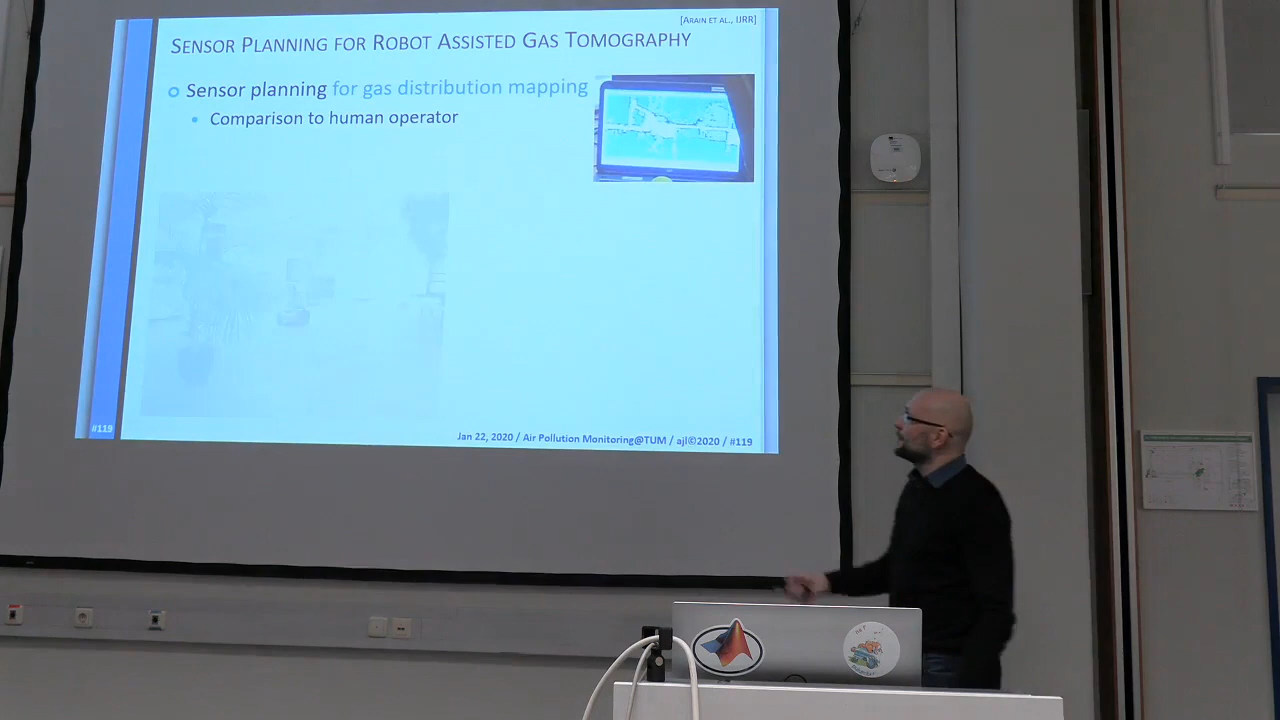 [Arain et al., IJRR]
Sensor Planning for Robot Assisted Gas Tomography
Sensor planning for gas distribution mapping
Comparison to human operator
#119
Jan 22, 2020 / Air Pollution Monitoring@TUM / ajl©2020 / #119